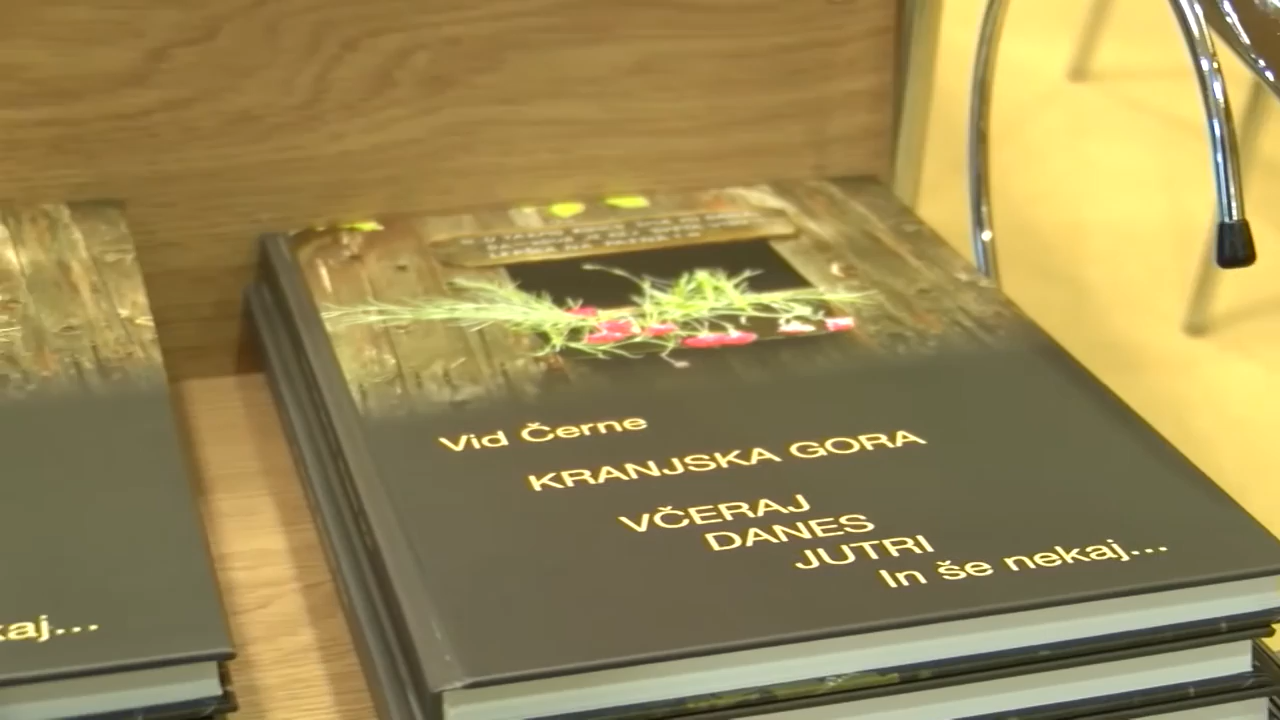 Vid Černe
KRANJSKA GORA
VČERAJ
DANES
JUTRI
In še nekaj...
kaj...